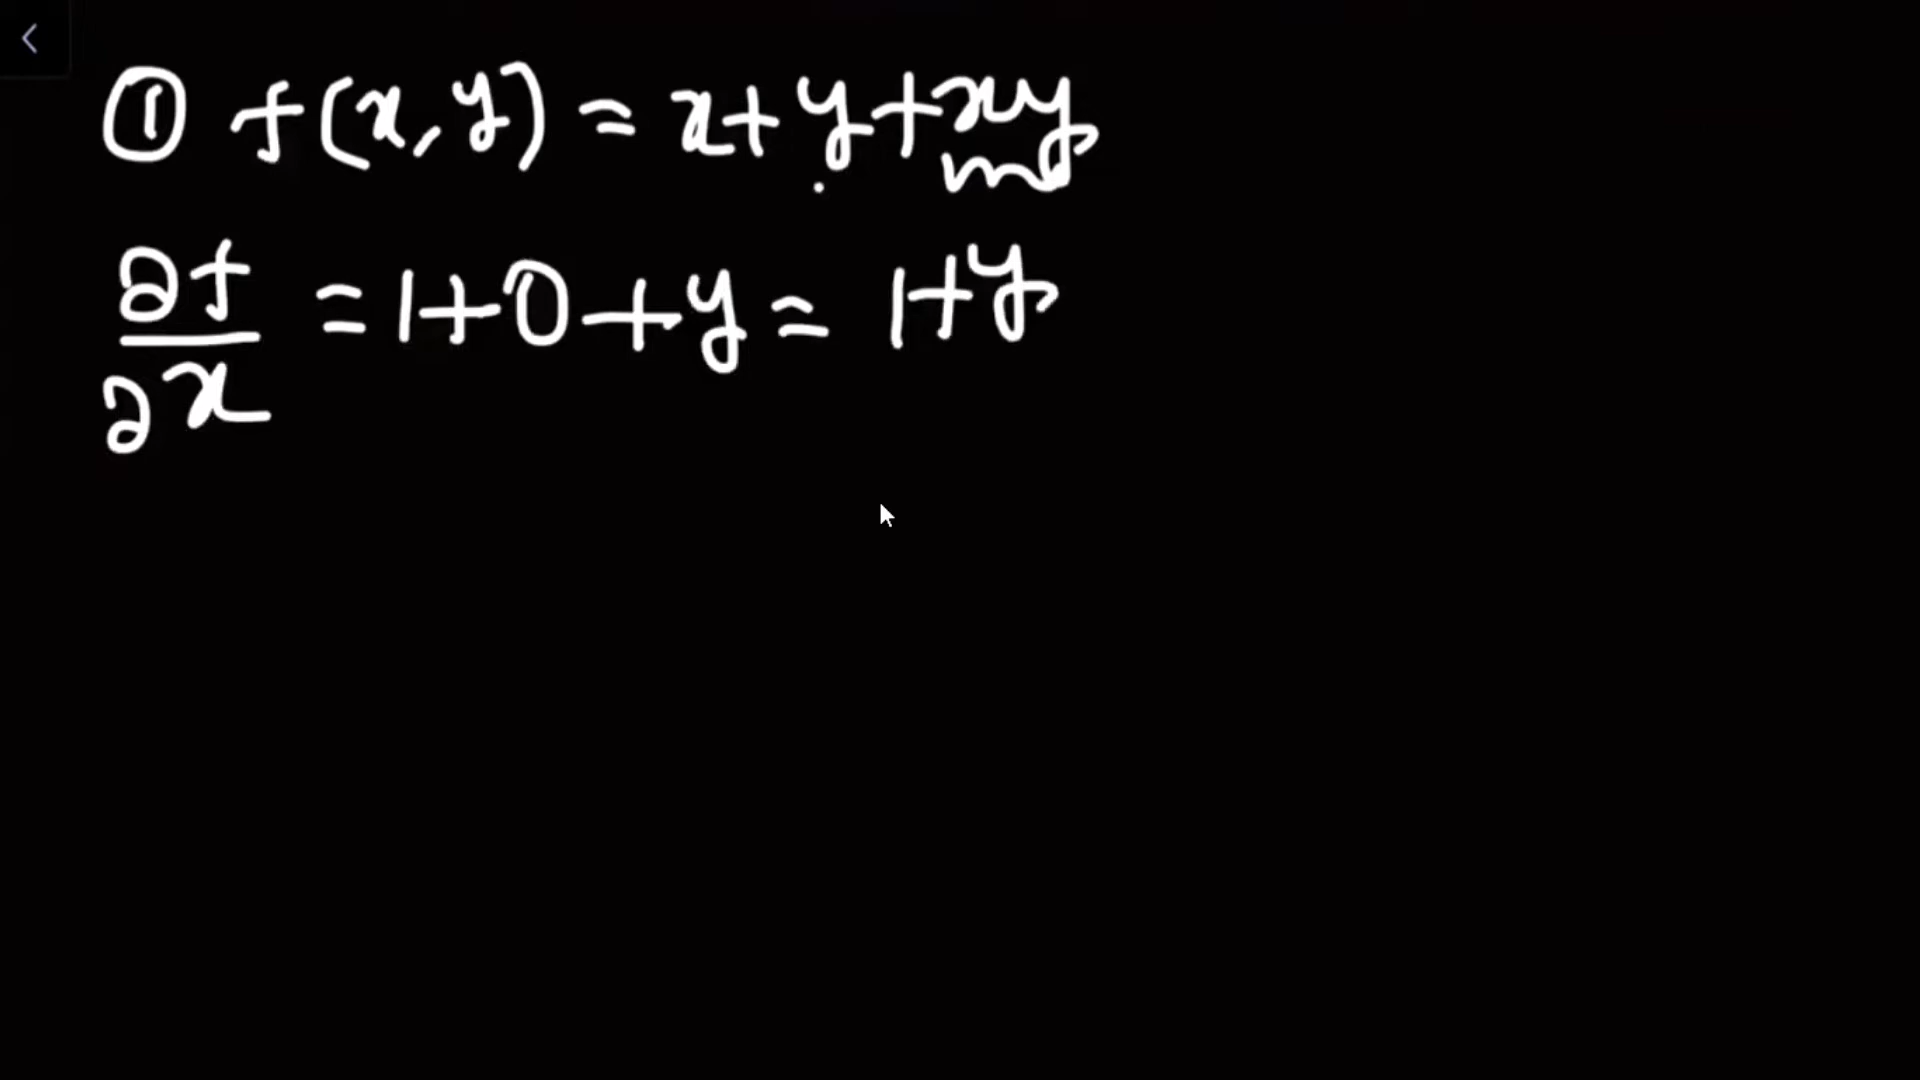 ① f(x,y) = x+y+xy
∂f/∂x = 1+0+y = 1+y